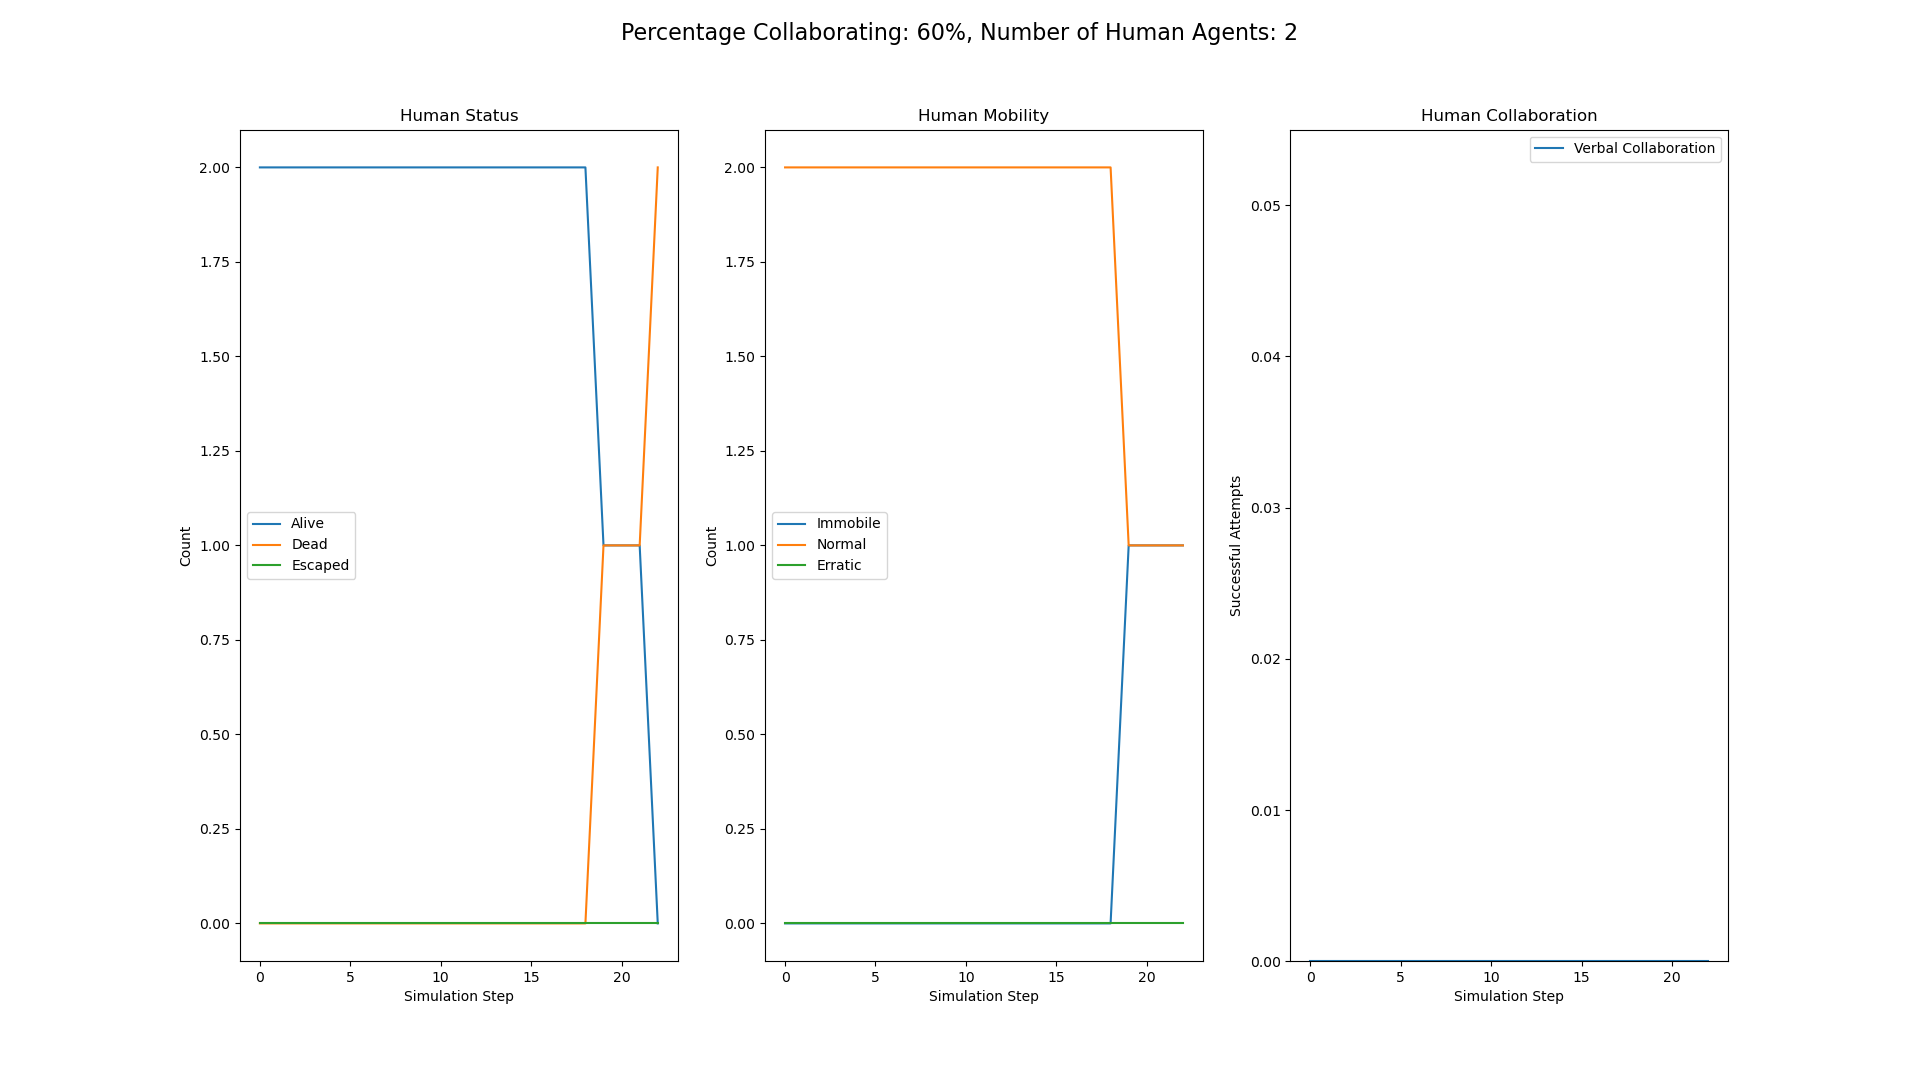 Percentage Collaborating: 60%, Number of Human Agents: 2
Human Status
2.00
1.75
1.50
1.25
1.00
0.75
0.50
0.25
0.00
Count
Alive
Dead
Escaped
0 5 10 15 20
Simulation Step
Human Mobility
2.00
1.75
1.50
1.25
1.00
0.75
0.50
0.25
0.00
Count
Immobile
Normal
Erratic
0 5 10 15 20
Simulation Step
Human Collaboration
Verbal Collaboration
0.05
0.04
0.03
0.02
0.01
0.00
Successful Attempts
0 5 10 15 20
Simulation Step